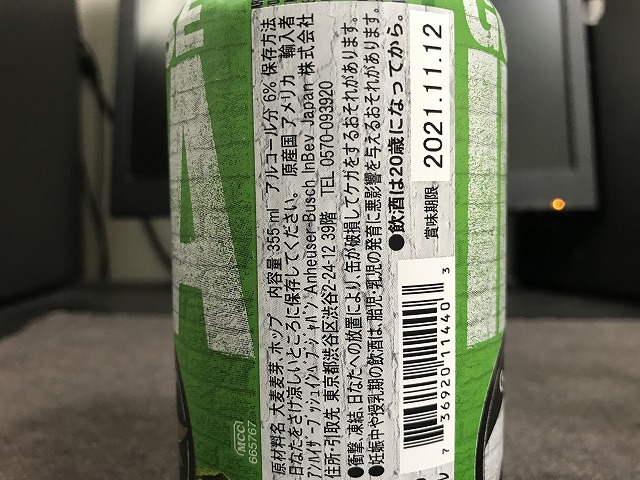 原材料名 大麦麦芽、ホップ 内容量 355ml アルコール分 6% 保存方法
日なたをさけ涼しいところに保存してください。 原産国 アメリカ 輸入者
アンハイザー・ブッシュ・インベブ・ジャパン Anheuser-Busch InBev Japan 株式会社
住所・引取先 東京都渋谷区渋谷2-24-12 39階 TEL 0570-093920
●衝撃、凍結、日なたへの放置により、缶が破損してケガをするおそれがあります。
●妊娠中や授乳期の飲酒は、胎児・乳児の発育に悪影響を与えるおそれがあります。
●飲酒は20歳になってから。
賞味期限 2021.11.12
7 36920 11440 3
MCC
665767